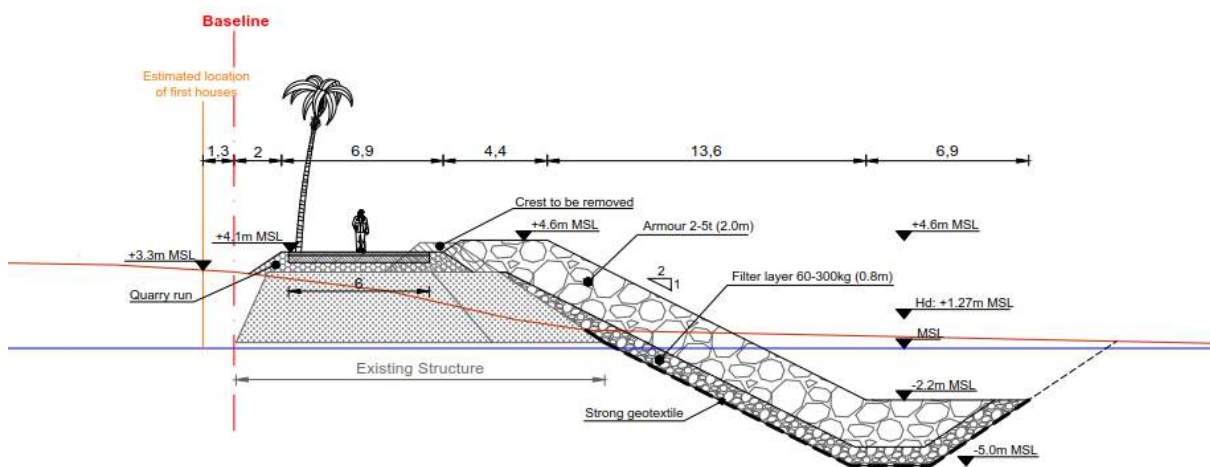 Baseline
Estimated location
of first houses
1,3
2
6,9
4,4
13,6
6,9
Crest to be removed
+4.1m MSL
+4.6m MSL
Armour 2-5t (2.0m)
+4.6m MSL
+3.3m MSL
2
1
Filter layer 60-300kg (0.8m)
Quarry run
6
Hd: +1.27m MSL
MSL
Existing Structure
-2.2m MSL
Strong geotextile
-5.0m MSL